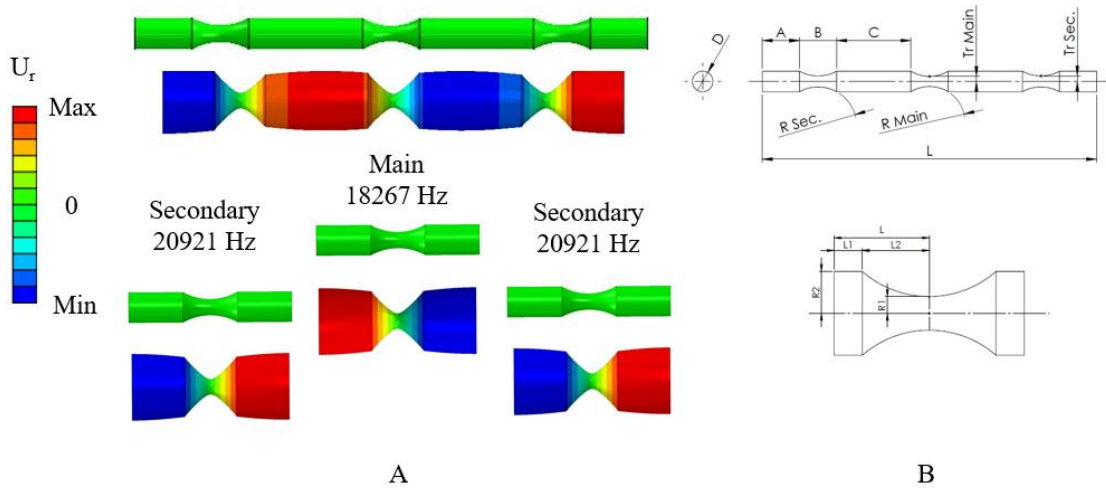 U_r
Max
0
Min
Main
18267 Hz
Secondary
20921 Hz
Secondary
20921 Hz
A
D
A
B
C
Tr Main
Tr Sec.
R Sec.
R Main
L
L
L1
L2
R2
R1
B